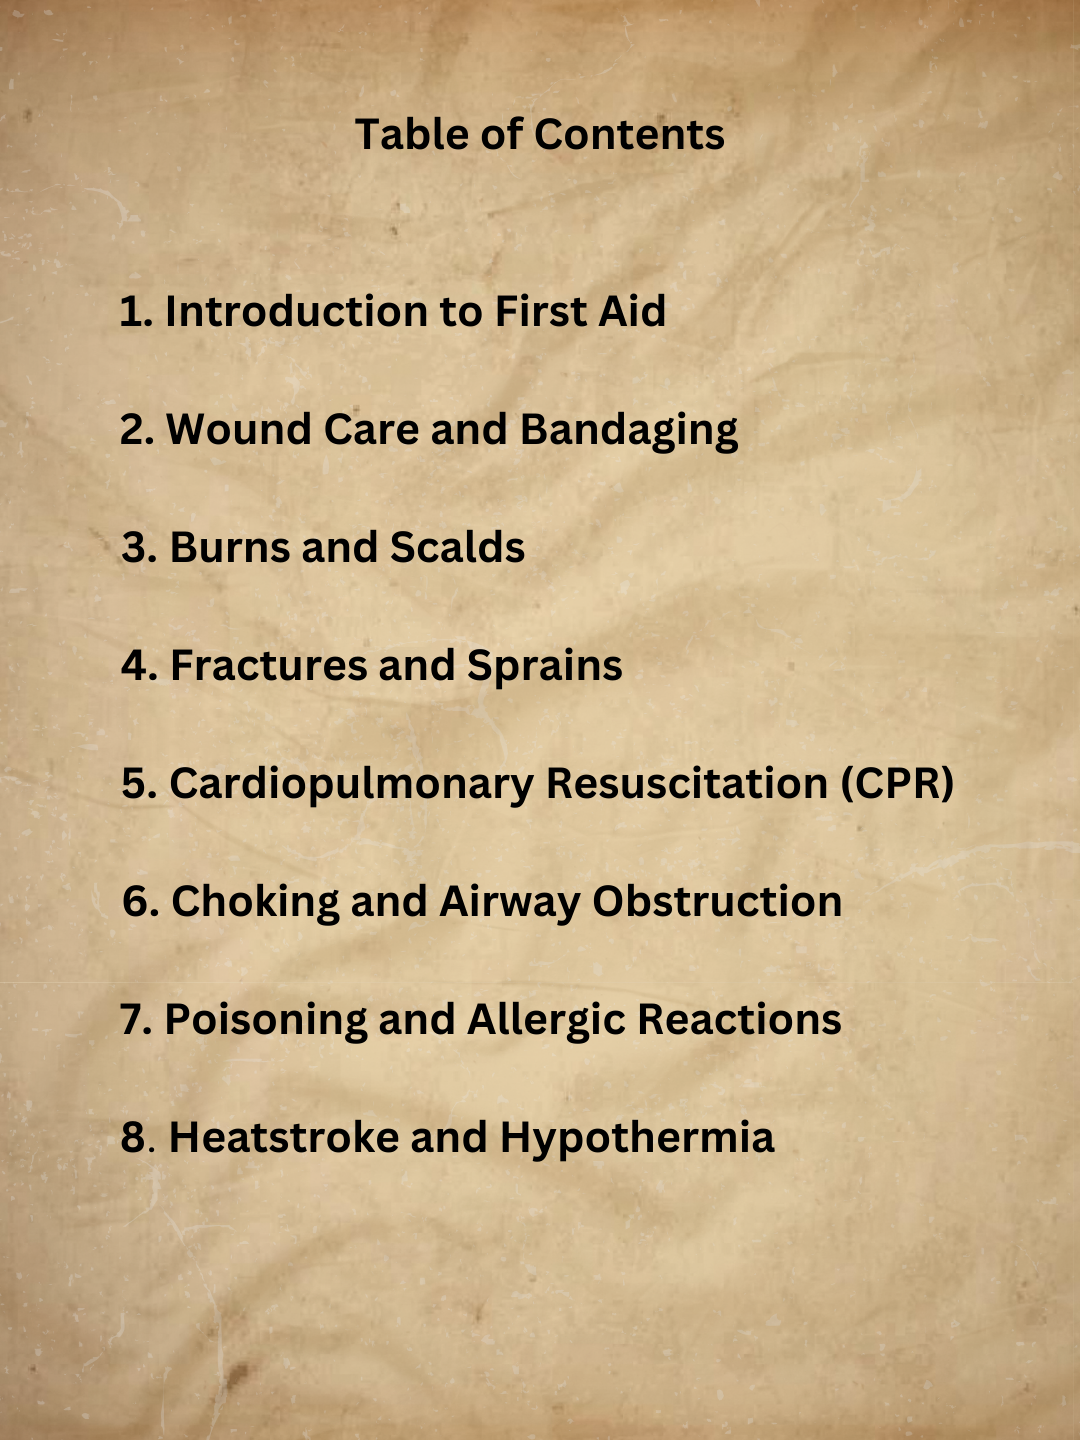 Table of Contents
1. Introduction to First Aid
2. Wound Care and Bandaging
3. Burns and Scalds
4. Fractures and Sprains
5. Cardiopulmonary Resuscitation (CPR)
6. Choking and Airway Obstruction
7. Poisoning and Allergic Reactions
8. Heatstroke and Hypothermia